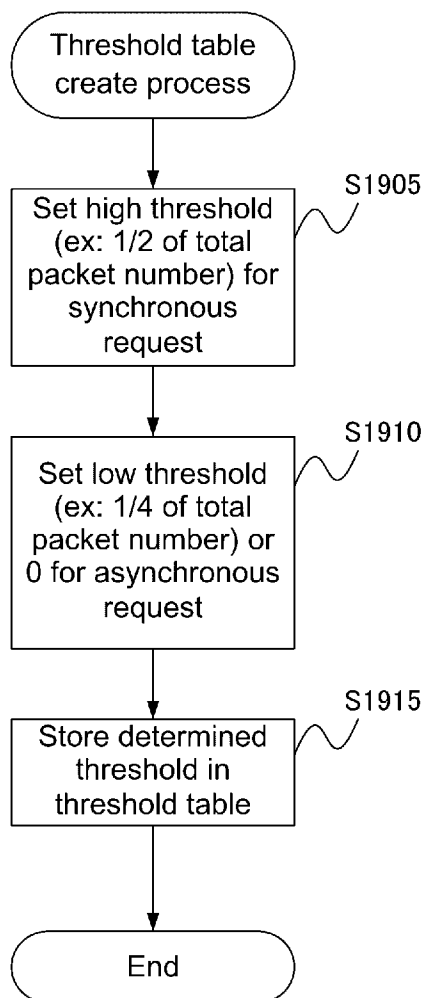 Threshold table
create process
S1905
Set high threshold
(ex: 1/2 of total
packet number) for
synchronous
request
S1910
Set low threshold
(ex: 1/4 of total
packet number) or
0 for asynchronous
request
S1915
Store determined
threshold in
threshold table
End